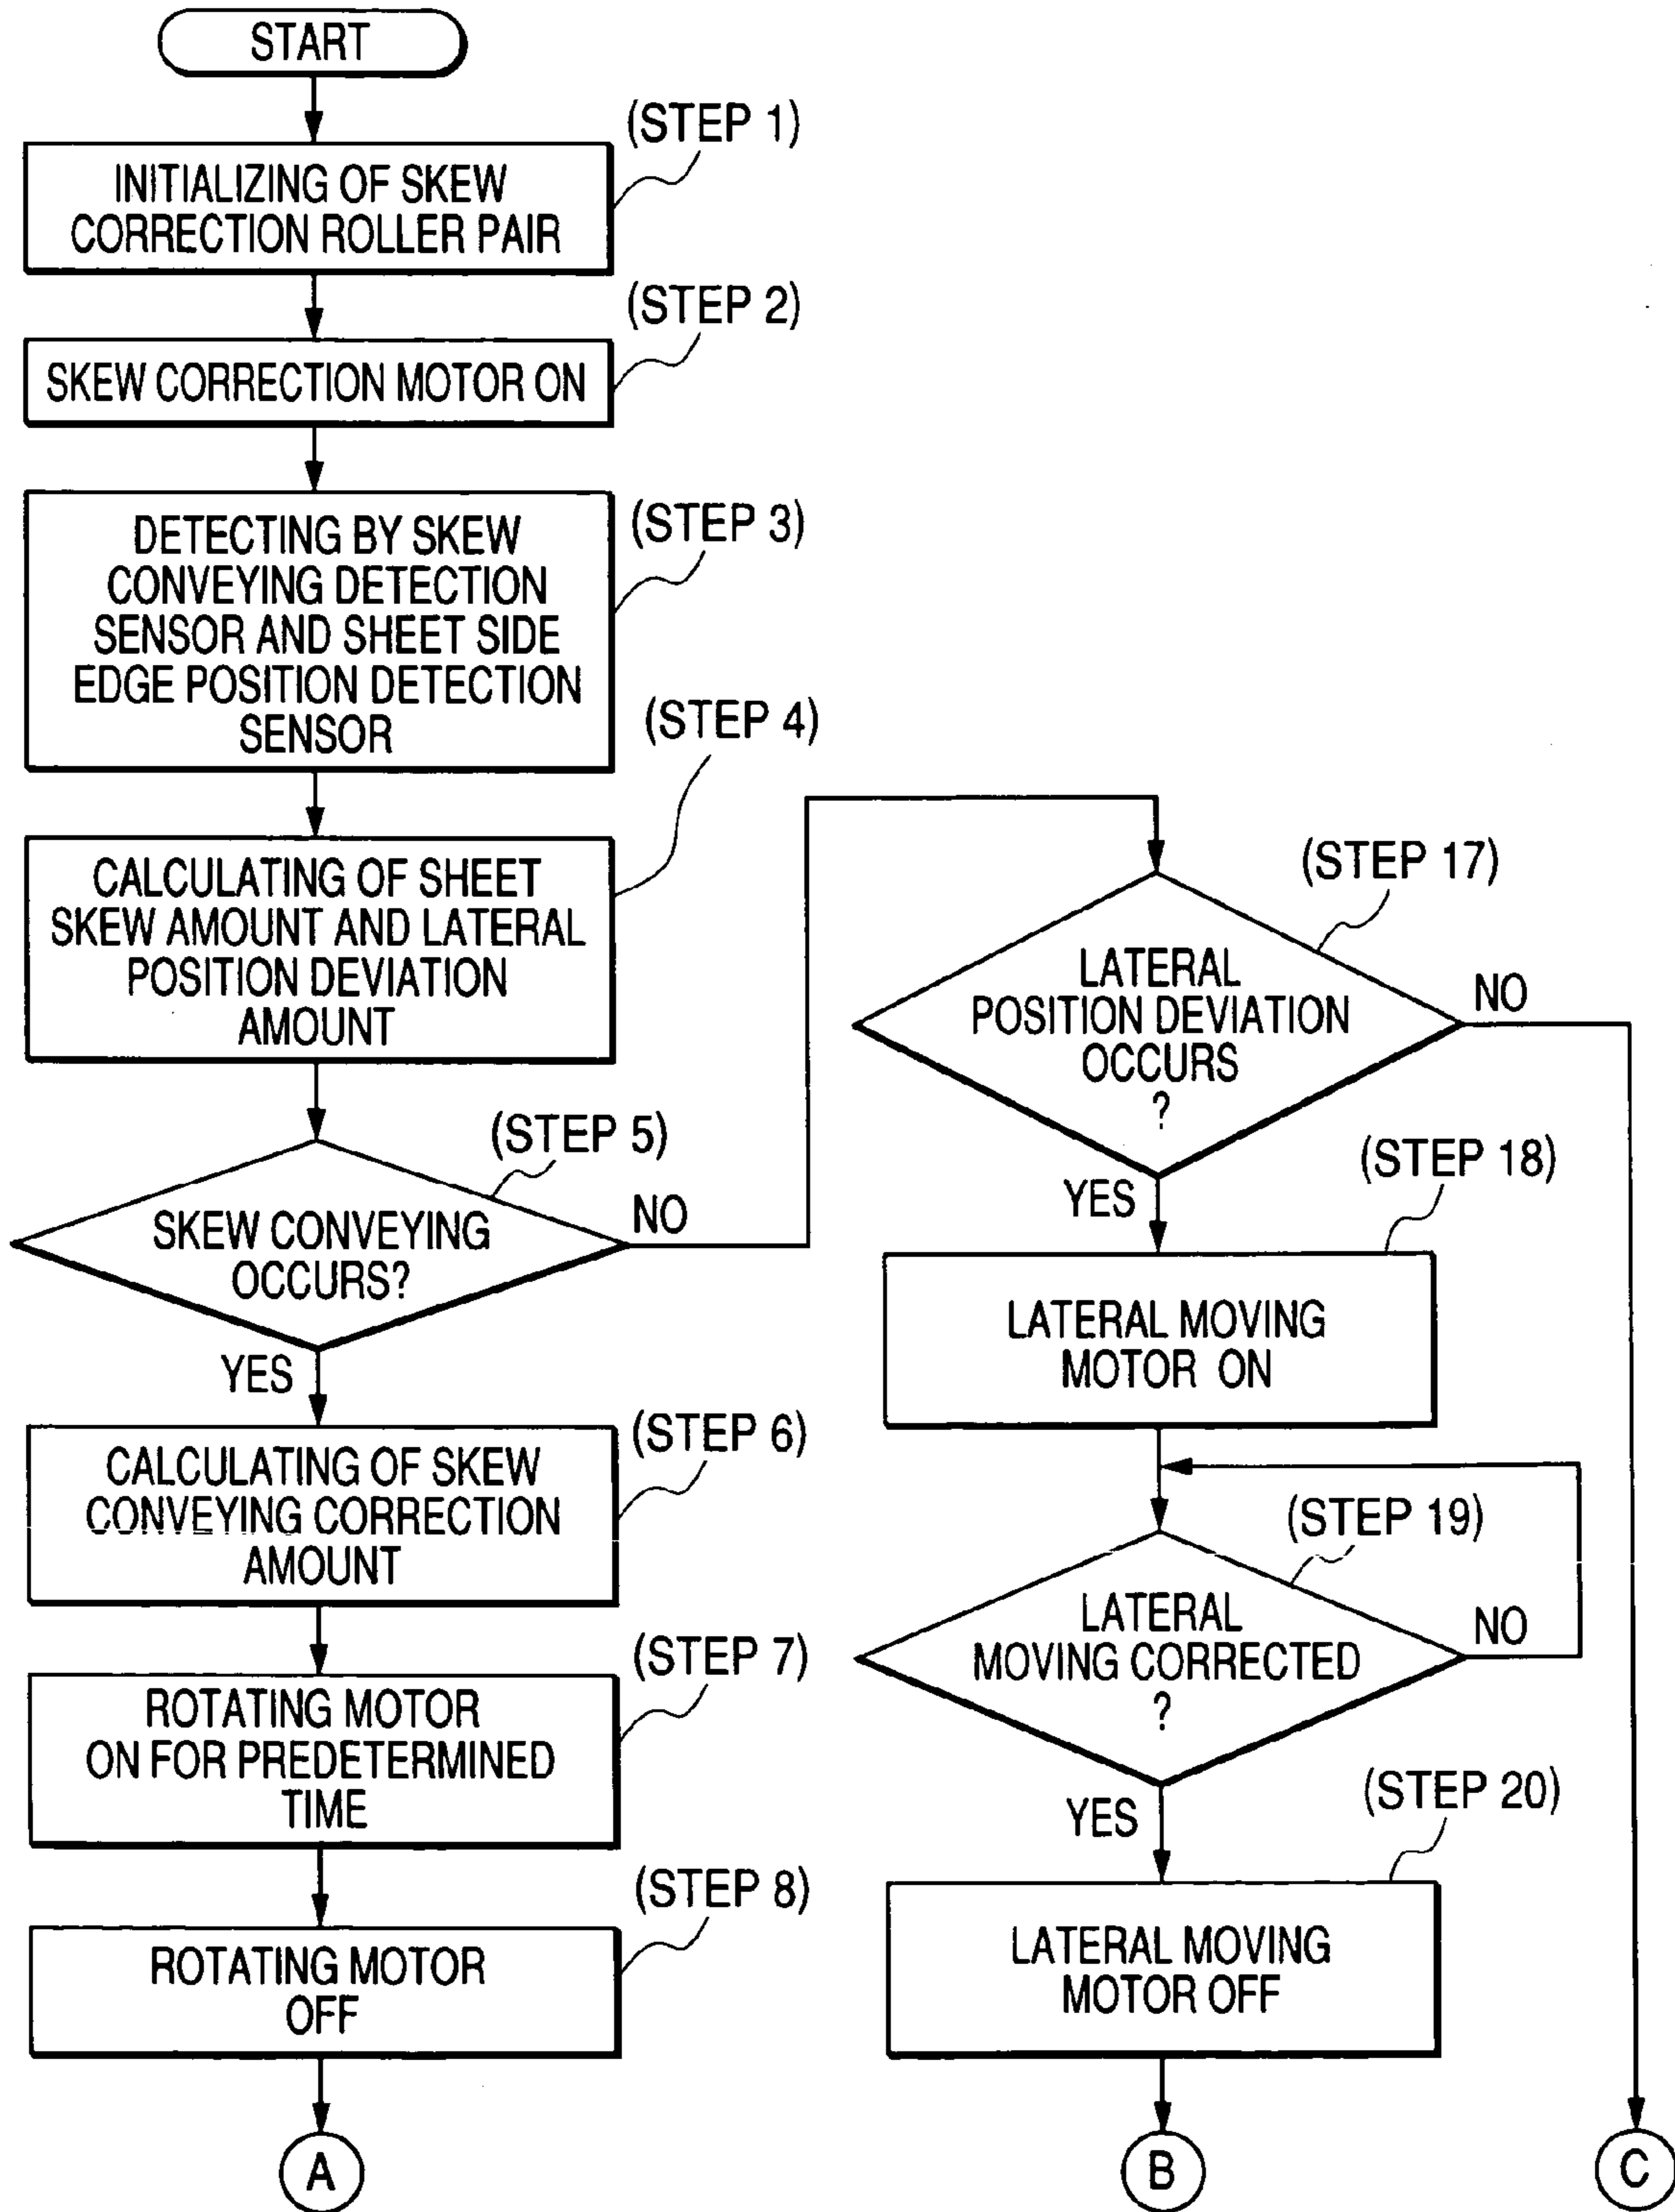 START
(STEP 1)
INITIALIZING OF SKEW
CORRECTION ROLLER PAIR
(STEP 2)
SKEW CORRECTION MOTOR ON
(STEP 3)
DETECTING BY SKEW
CONVEYING DETECTION
SENSOR AND SHEET SIDE
EDGE POSITION DETECTION
SENSOR
(STEP 4)
CALCULATING OF SHEET
SKEW AMOUNT AND LATERAL
POSITION DEVIATION
AMOUNT
(STEP 5)
SKEW CONVEYING
OCCURS?
NO
YES
(STEP 6)
CALCULATING OF SKEW
CONVEYING CORRECTION
AMOUNT
(STEP 7)
ROTATING MOTOR
ON FOR PREDETERMINED
TIME
(STEP 8)
ROTATING MOTOR
OFF
A
(STEP 17)
LATERAL
POSITION DEVIATION
OCCURS
?
NO
YES
(STEP 18)
LATERAL MOVING
MOTOR ON
(STEP 19)
LATERAL
MOVING CORRECTED
?
NO
YES
(STEP 20)
LATERAL MOVING
MOTOR OFF
B
C